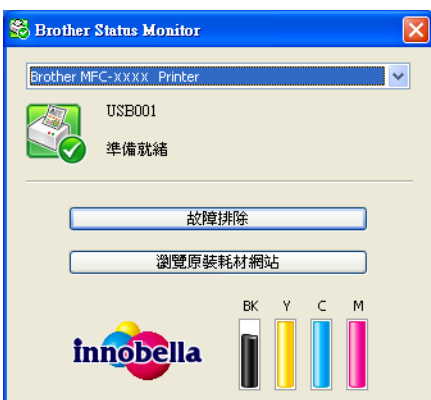 Brother Status Monitor
Brother MFC-XXXX Printer
USB001
準備就緒
故障排除
瀏覽原裝耗材網站
BK Y C M
innobella